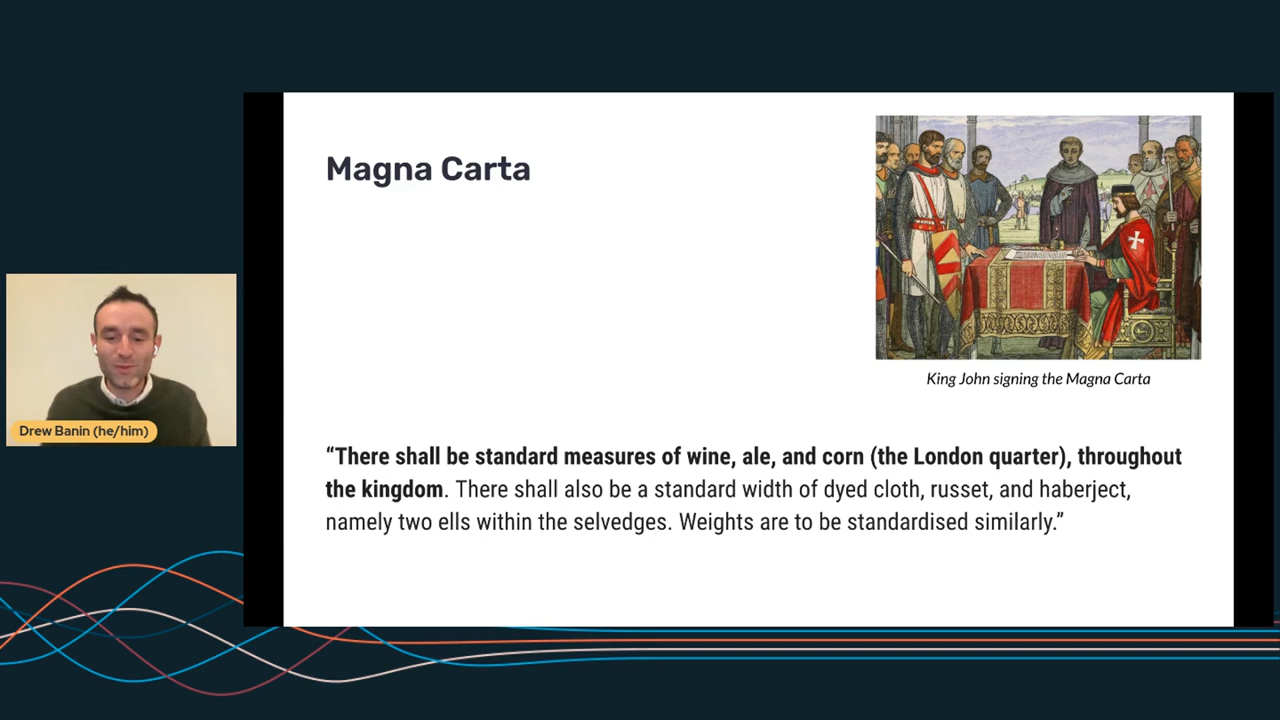 Magna Carta
King John signing the Magna Carta
“There shall be standard measures of wine, ale, and corn (the London quarter), throughout
the kingdom. There shall also be a standard width of dyed cloth, russet, and haberject,
namely two ells within the selvedges. Weights are to be standardised similarly.”
Drew Banin (he/him)